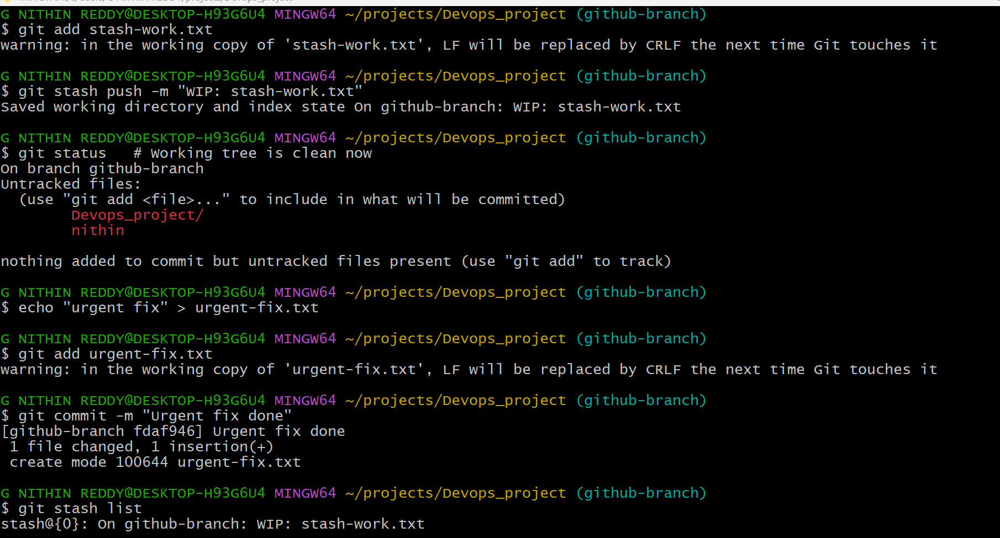 G NITHIN REDDY@DESKTOP-H93G6U4 MINGW64 ~/projects/Devops_project (github-branch)
$ git add stash-work.txt
warning: in the working copy of 'stash-work.txt', LF will be replaced by CRLF the next time Git touches it
G NITHIN REDDY@DESKTOP-H93G6U4 MINGW64 ~/projects/Devops_project (github-branch)
$ git stash push -m "WIP: stash-work.txt"
Saved working directory and index state On github-branch: WIP: stash-work.txt
G NITHIN REDDY@DESKTOP-H93G6U4 MINGW64 ~/projects/Devops_project (github-branch)
$ git status   # Working tree is clean now
On branch github-branch
Untracked files:
  (use "git add <file>..." to include in what will be committed)
        Devops_project/
        nithin
nothing added to commit but untracked files present (use "git add" to track)
G NITHIN REDDY@DESKTOP-H93G6U4 MINGW64 ~/projects/Devops_project (github-branch)
$ echo "urgent fix" > urgent-fix.txt
G NITHIN REDDY@DESKTOP-H93G6U4 MINGW64 ~/projects/Devops_project (github-branch)
$ git add urgent-fix.txt
warning: in the working copy of 'urgent-fix.txt', LF will be replaced by CRLF the next time Git touches it
G NITHIN REDDY@DESKTOP-H93G6U4 MINGW64 ~/projects/Devops_project (github-branch)
$ git commit -m "Urgent fix done"
[github-branch fdaf946] Urgent fix done
 1 file changed, 1 insertion(+)
 create mode 100644 urgent-fix.txt
G NITHIN REDDY@DESKTOP-H93G6U4 MINGW64 ~/projects/Devops_project (github-branch)
$ git stash list
stash@{0}: On github-branch: WIP: stash-work.txt